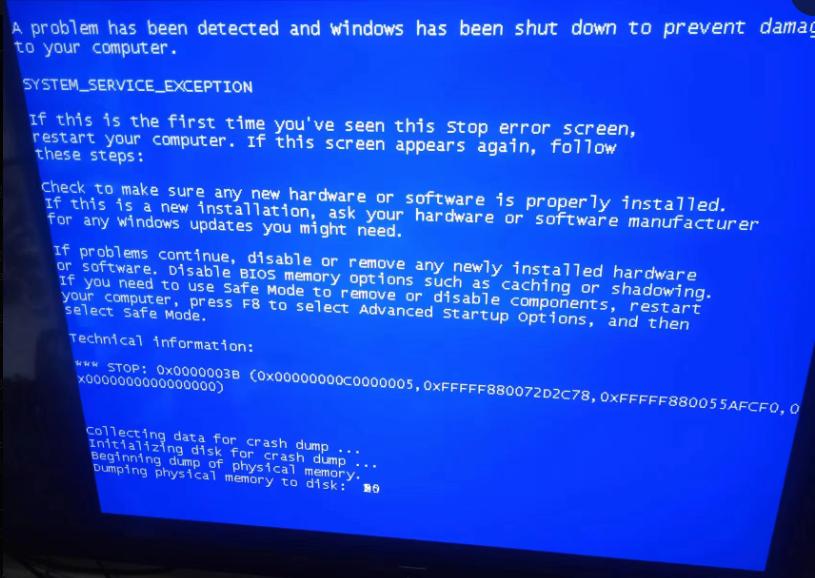 A problem has been detected and Windows has been shut down to prevent damag
to your computer.
SYSTEM_SERVICE_EXCEPTION
If this is the first time you've seen this Stop error screen,
restart your computer. If this screen appears again, follow
these steps:
Check to make sure any new hardware or software is properly installed.
If this is a new installation, ask your hardware or software manufacturer
for any Windows updates you might need.
If problems continue, disable or remove any newly installed hardware
or software. Disable BIOS memory options such as caching or shadowing.
If you need to use Safe Mode to remove or disable components, restart
your computer, press F8 to select Advanced Startup Options, and then
select Safe Mode.
Technical information:
*** STOP: 0x0000003B (0x00000000C0000005,0xFFFFF880072D2C78,0xFFFFF880055AFCF0,0
x0000000000000000)
Collecting data for crash dump ...
Initializing disk for crash dump ...
Beginning dump of physical memory.
Dumping physical memory to disk: